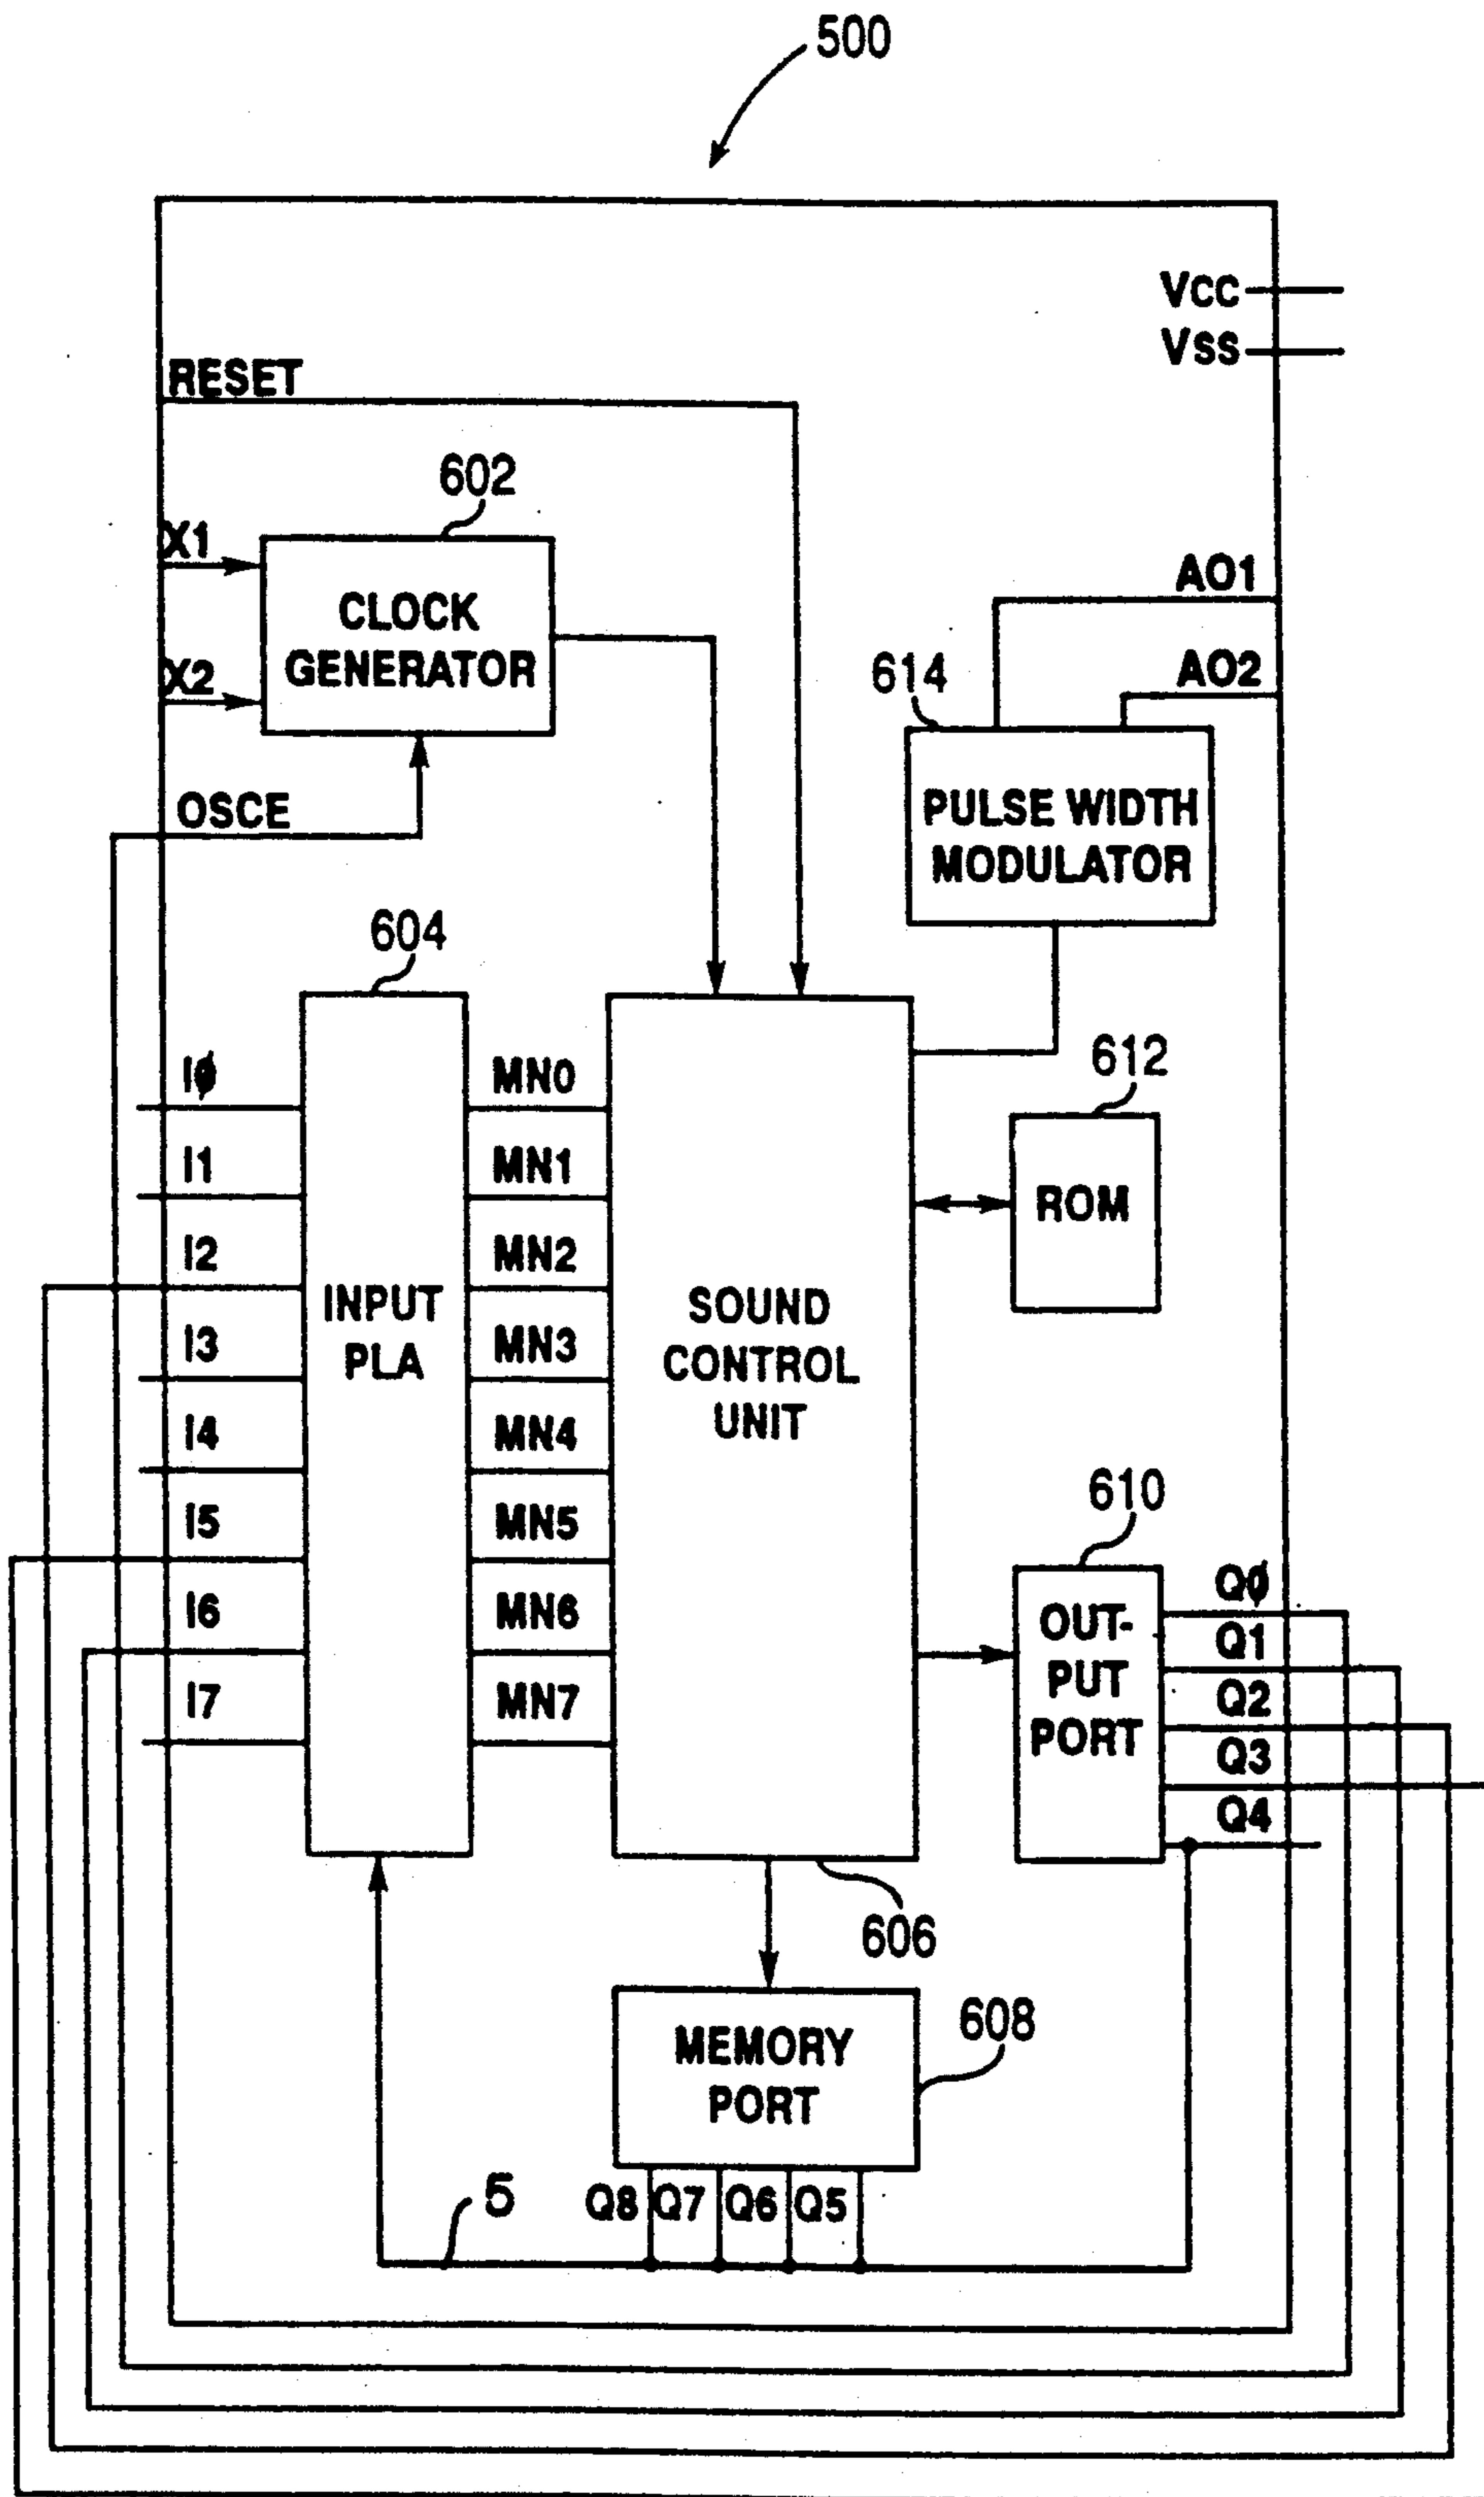 500
VCC
VSS
RESET
602
X1
CLOCK
GENERATOR
X2
OSCE
AO1
AO2
614
PULSE WIDTH
MODULATOR
604
IØ
I1
I2
I3
I4
I5
I6
I7
INPUT
PLA
MN0
MN1
MN2
MN3
MN4
MN5
MN6
MN7
SOUND
CONTROL
UNIT
612
ROM
610
OUT-
PUT
PORT
QØ
Q1
Q2
Q3
Q4
606
MEMORY
PORT
608
5
Q8 Q7 Q6 Q5